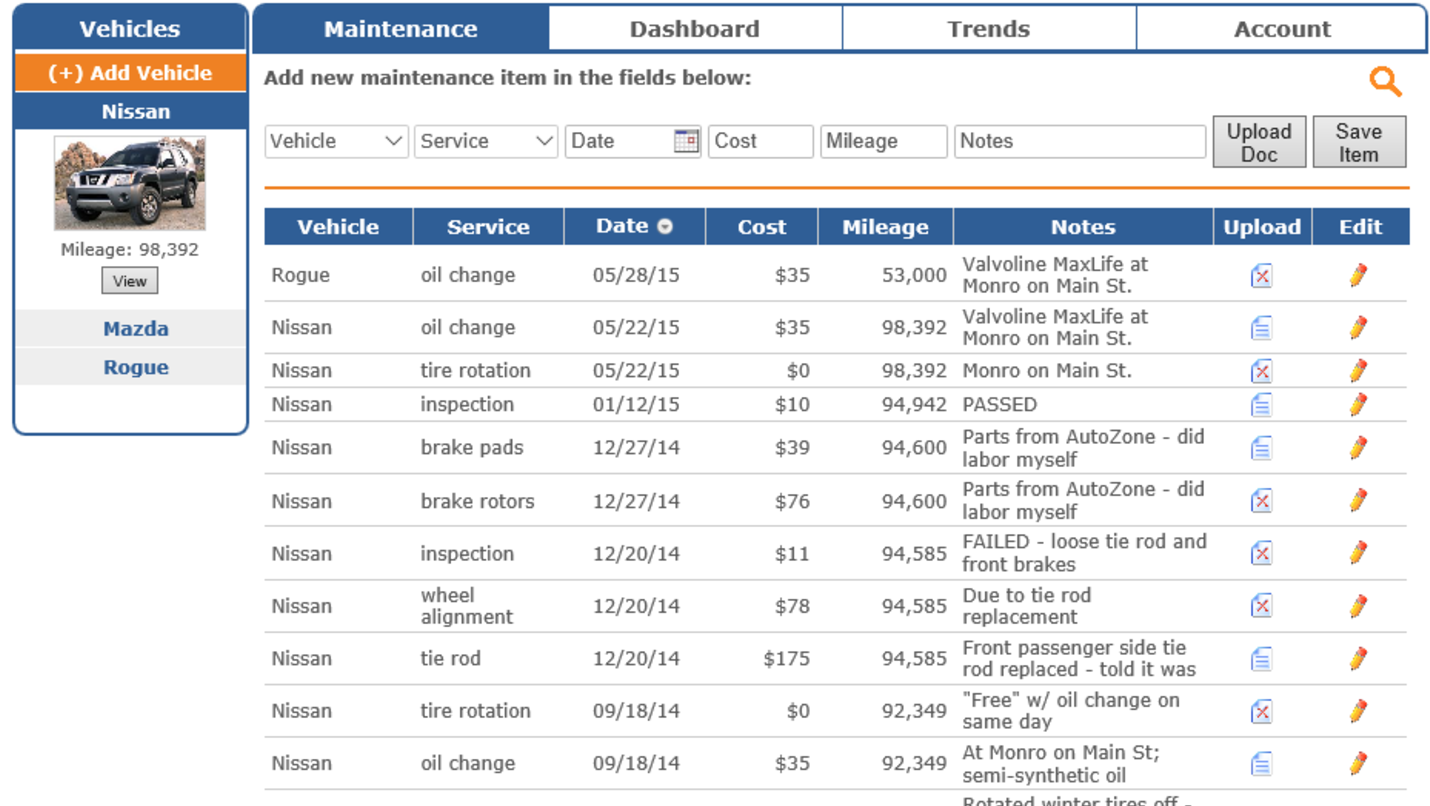 Vehicles
Maintenance Dashboard Trends Account
(+) Add Vehicle
Nissan
Mileage: 98,392
View
Mazda
Rogue
Add new maintenance item in the fields below:
Vehicle Service Date Cost Mileage Notes
Upload
Doc
Save
Item
Vehicle Service Date Cost Mileage Notes Upload Edit
Rogue oil change 05/28/15 $35 53,000 Valvoline MaxLife at
Monro on Main St.
Nissan oil change 05/22/15 $35 98,392 Valvoline MaxLife at
Monro on Main St.
Nissan tire rotation 05/22/15 $0 98,392 Monro on Main St.
Nissan inspection 01/12/15 $10 94,942 PASSED
Nissan brake pads 12/27/14 $39 94,600 Parts from AutoZone - did
labor myself
Nissan brake rotors 12/27/14 $76 94,600 Parts from AutoZone - did
labor myself
Nissan inspection 12/20/14 $11 94,585 FAILED - loose tie rod and
front brakes
Nissan wheel
alignment 12/20/14 $78 94,585 Due to tie rod
replacement
Nissan tie rod 12/20/14 $175 94,585 Front passenger side tie
rod replaced - told it was
Nissan tire rotation 09/18/14 $0 92,349 "Free" w/ oil change on
same day
Nissan oil change 09/18/14 $35 92,349 At Monro on Main St;
semi-synthetic oil
Rotated winter tires off -